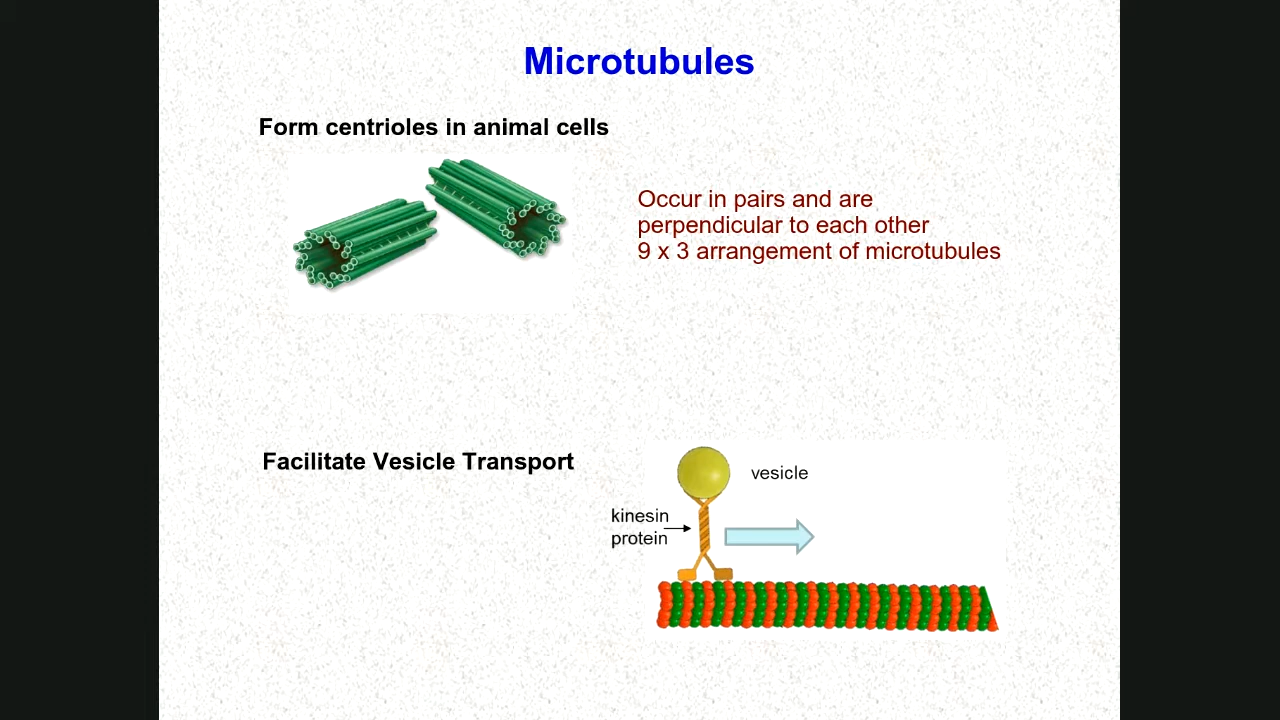 Microtubules
Form centrioles in animal cells
Occur in pairs and are
perpendicular to each other
9 x 3 arrangement of microtubules
Facilitate Vesicle Transport
vesicle
kinesin
protein